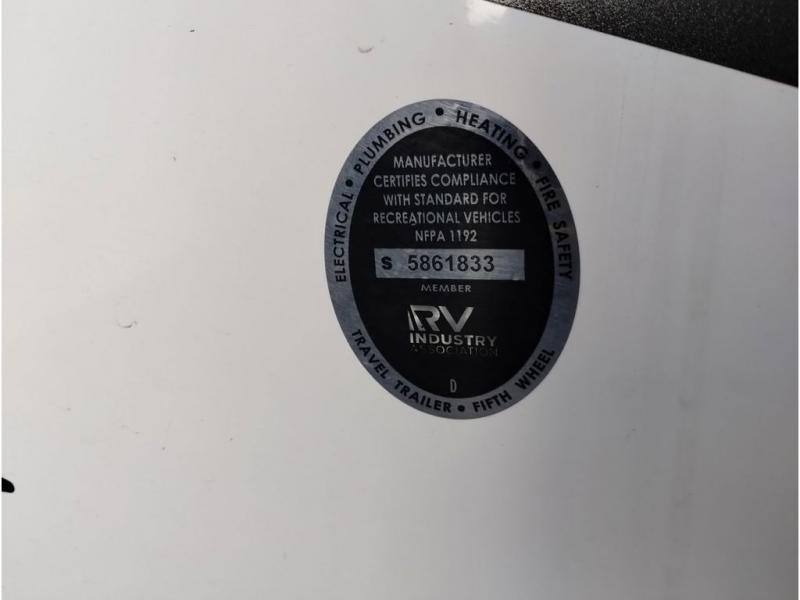 ELECTRICAL • PLUMBING • HEATING • FIRE SAFETY
MANUFACTURER
CERTIFIES COMPLIANCE
WITH STANDARD FOR
RECREATIONAL VEHICLES
NFPA 1192
S 5861833
MEMBER
RV
INDUSTRY
ASSOCIATION
D
TRAVEL TRAILER • FIFTH WHEEL